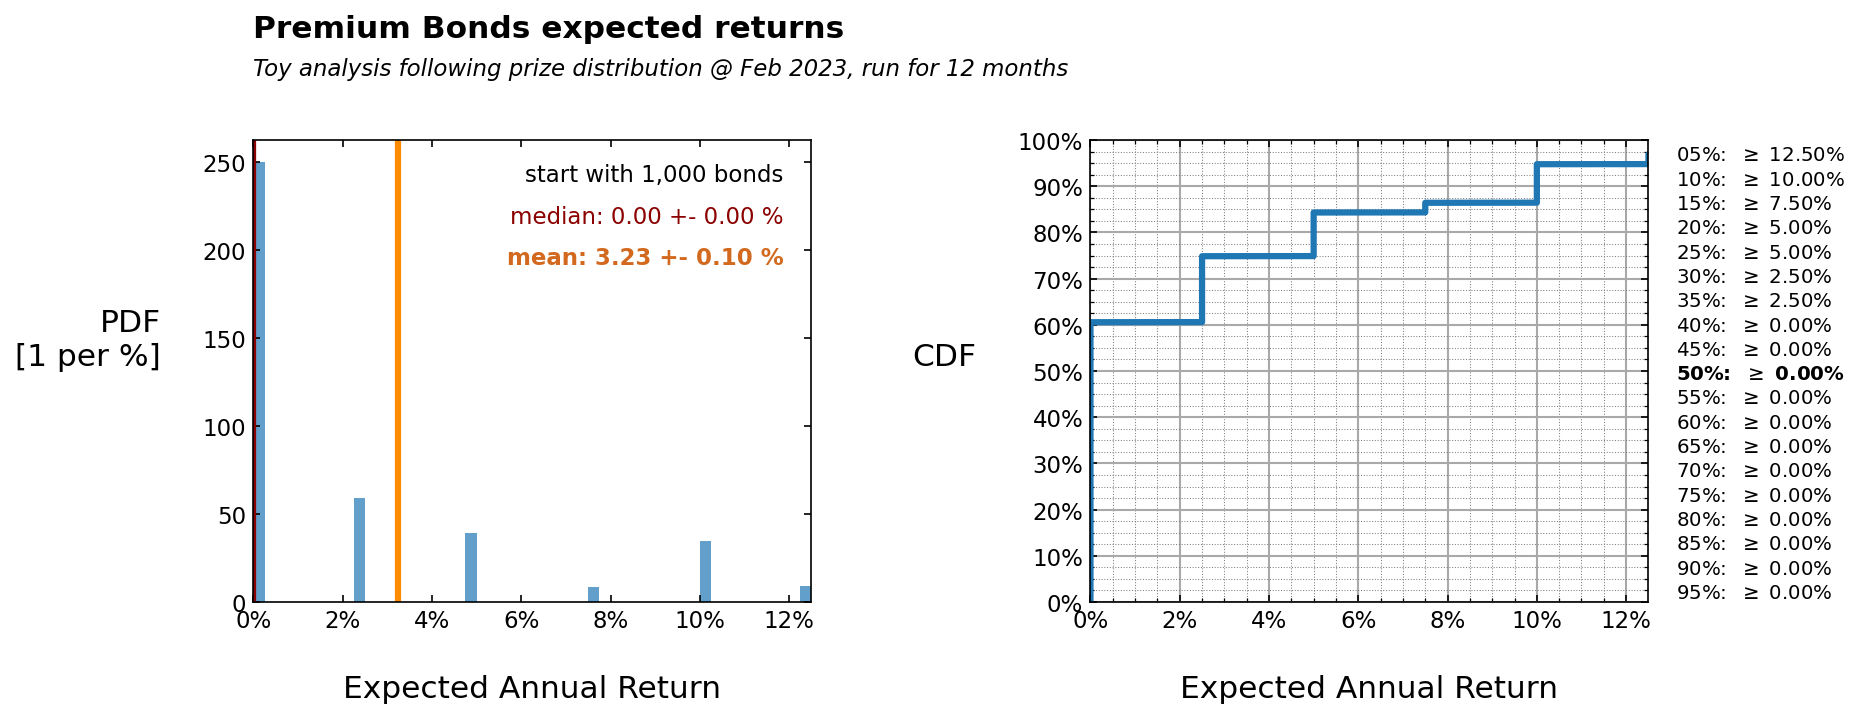 Premium Bonds expected returns
Toy analysis following prize distribution @ Feb 2023, run for 12 months
PDF
[1 per %]
250
200
150
100
50
0
0%
2%
4%
6%
8%
10%
12%
start with 1,000 bonds
median: 0.00 +- 0.00 %
mean: 3.23 +- 0.10 %
Expected Annual Return
CDF
100%
90%
80%
70%
60%
50%
40%
30%
20%
10%
0%
0%
2%
4%
6%
8%
10%
12%
Expected Annual Return
05%: ≥ 12.50%
10%: ≥ 10.00%
15%: ≥ 7.50%
20%: ≥ 5.00%
25%: ≥ 5.00%
30%: ≥ 2.50%
35%: ≥ 2.50%
40%: ≥ 0.00%
45%: ≥ 0.00%
50%: ≥ 0.00%
55%: ≥ 0.00%
60%: ≥ 0.00%
65%: ≥ 0.00%
70%: ≥ 0.00%
75%: ≥ 0.00%
80%: ≥ 0.00%
85%: ≥ 0.00%
90%: ≥ 0.00%
95%: ≥ 0.00%